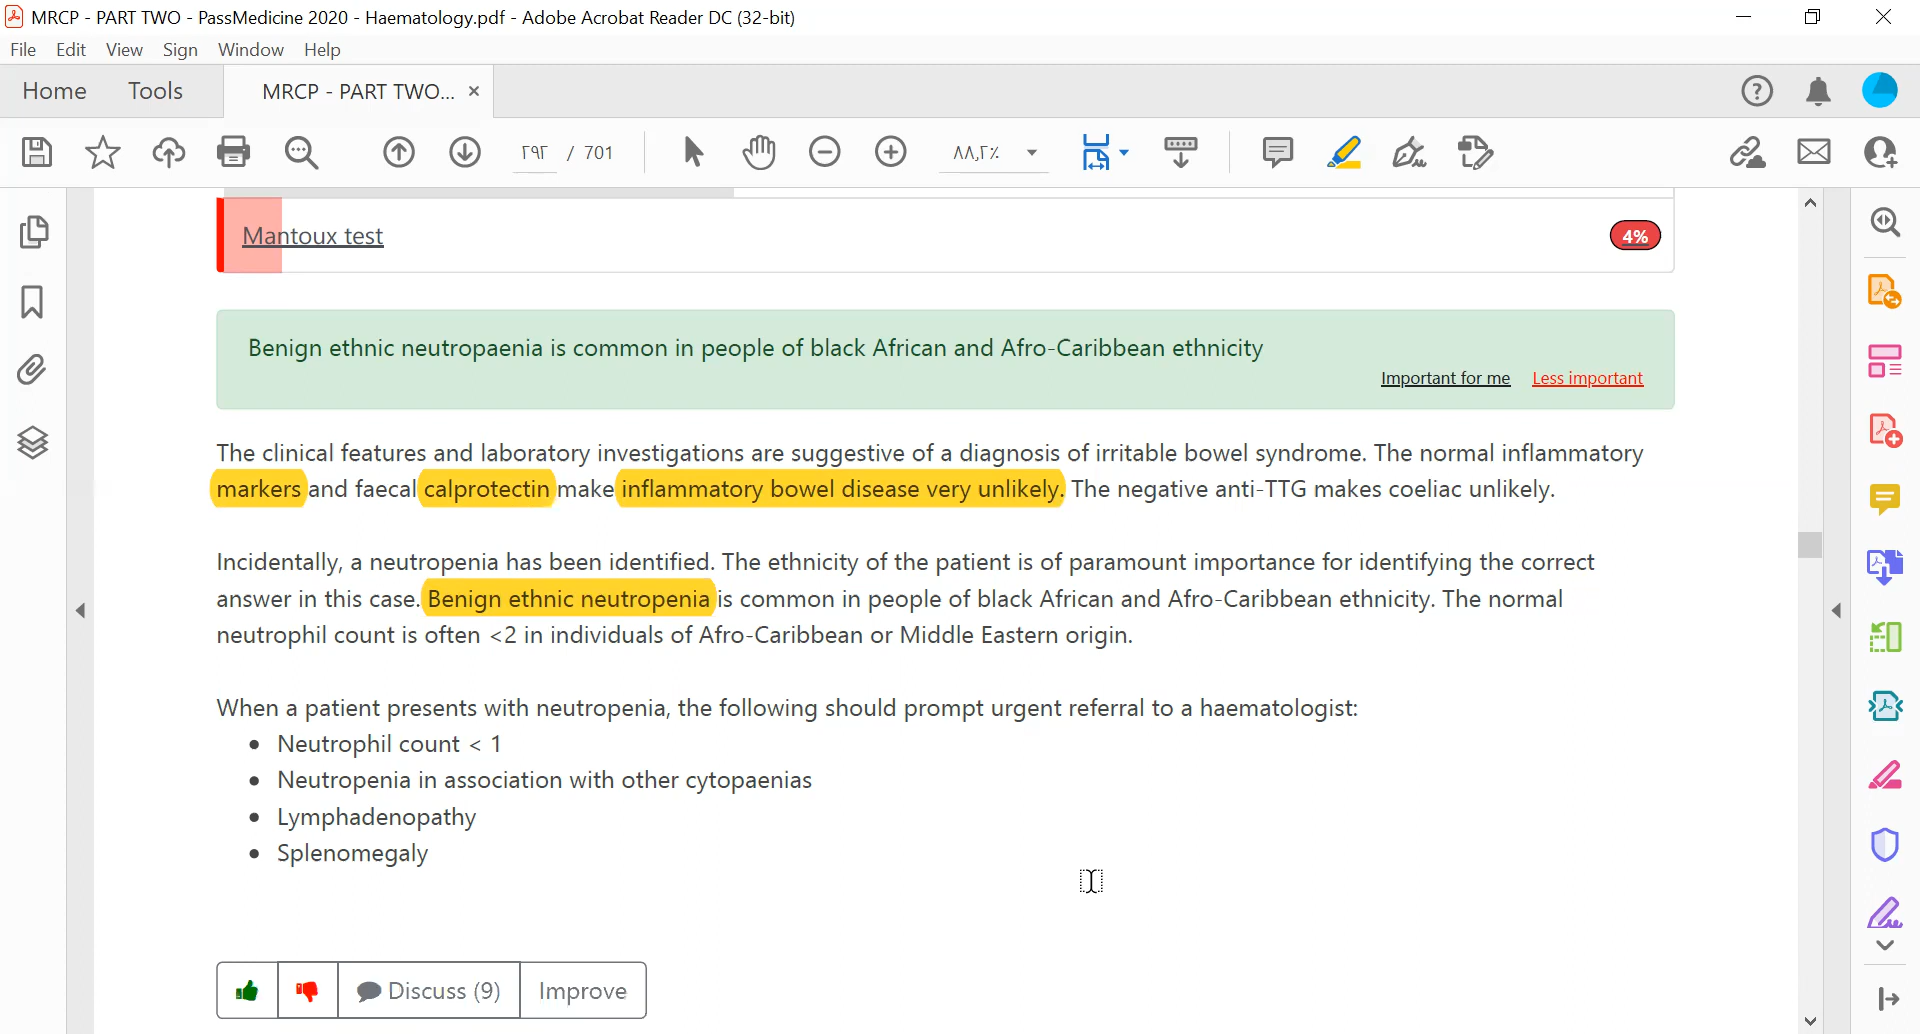 MRCP - PART TWO - PassMedicine 2020 - Haematology.pdf - Adobe Acrobat Reader DC (32-bit)
File Edit View Sign Window Help
Home Tools MRCP - PART TWO... ×
٢٩٢ / 701 ٨٨,٢٪
Mantoux test 4%
Benign ethnic neutropaenia is common in people of black African and Afro-Caribbean ethnicity
Important for me Less important
The clinical features and laboratory investigations are suggestive of a diagnosis of irritable bowel syndrome. The normal inflammatory
markers and faecal calprotectin make inflammatory bowel disease very unlikely. The negative anti-TTG makes coeliac unlikely.
Incidentally, a neutropenia has been identified. The ethnicity of the patient is of paramount importance for identifying the correct
answer in this case. Benign ethnic neutropenia is common in people of black African and Afro-Caribbean ethnicity. The normal
neutrophil count is often <2 in individuals of Afro-Caribbean or Middle Eastern origin.
When a patient presents with neutropenia, the following should prompt urgent referral to a haematologist:
• Neutrophil count < 1
• Neutropenia in association with other cytopaenias
• Lymphadenopathy
• Splenomegaly
Discuss (9) Improve